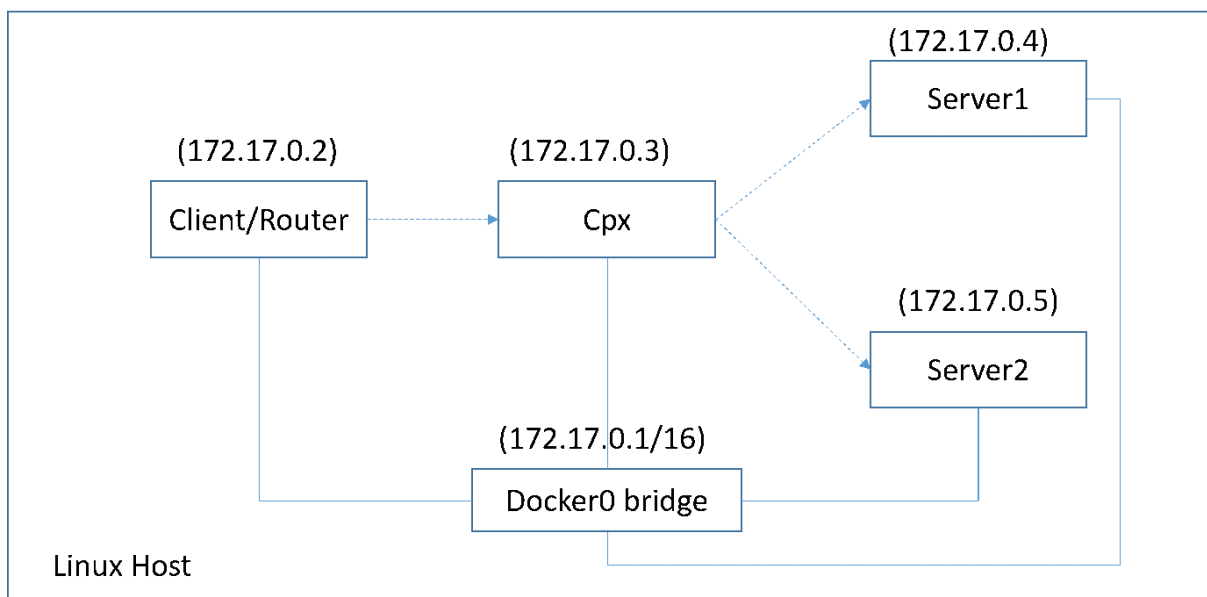 (172.17.0.4)
Server1
(172.17.0.2)
(172.17.0.3)
Client/Router
Cpx
(172.17.0.5)
Server2
(172.17.0.1/16)
Docker0 bridge
Linux Host